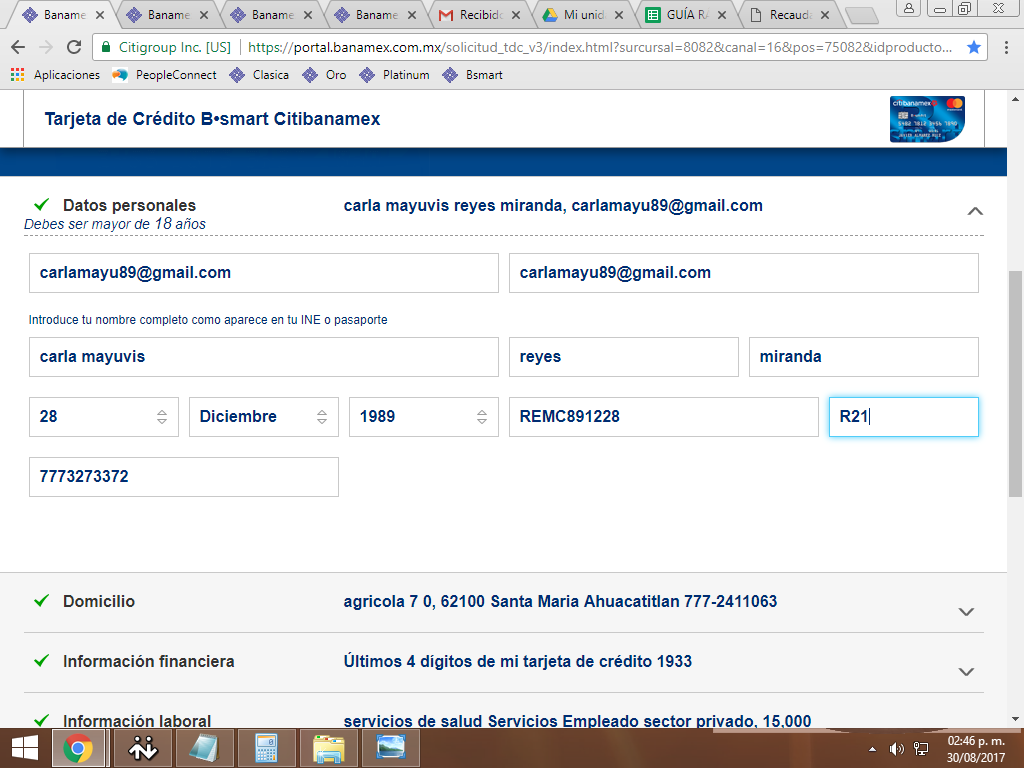 Baname
Baname
Baname
Baname
Recibido
Mi unid
GUÍA RA
Recaud
Citigroup Inc. [US]
https://portal.banamex.com.mx/solicitud_tdc_v3/index.html?surcursal=8082&canal=16&pos=75082&idproducto...
Aplicaciones
PeopleConnect
Clasica
Oro
Platinum
Bsmart
Tarjeta de Crédito B•smart Citibanamex
citibanamex
Datos personales
carla mayuvis reyes miranda, carlamayu89@gmail.com
Debes ser mayor de 18 años
carlamayu89@gmail.com
carlamayu89@gmail.com
Introduce tu nombre completo como aparece en tu INE o pasaporte
carla mayuvis
reyes
miranda
28
Diciembre
1989
REMC891228
R21
7773273372
Domicilio
agricola 7 0, 62100 Santa Maria Ahuacatitlan 777-2411063
Información financiera
Últimos 4 dígitos de mi tarjeta de crédito 1933
Información laboral
servicios de salud Servicios Empleado sector privado, 15,000
02:46 p. m.
30/08/2017